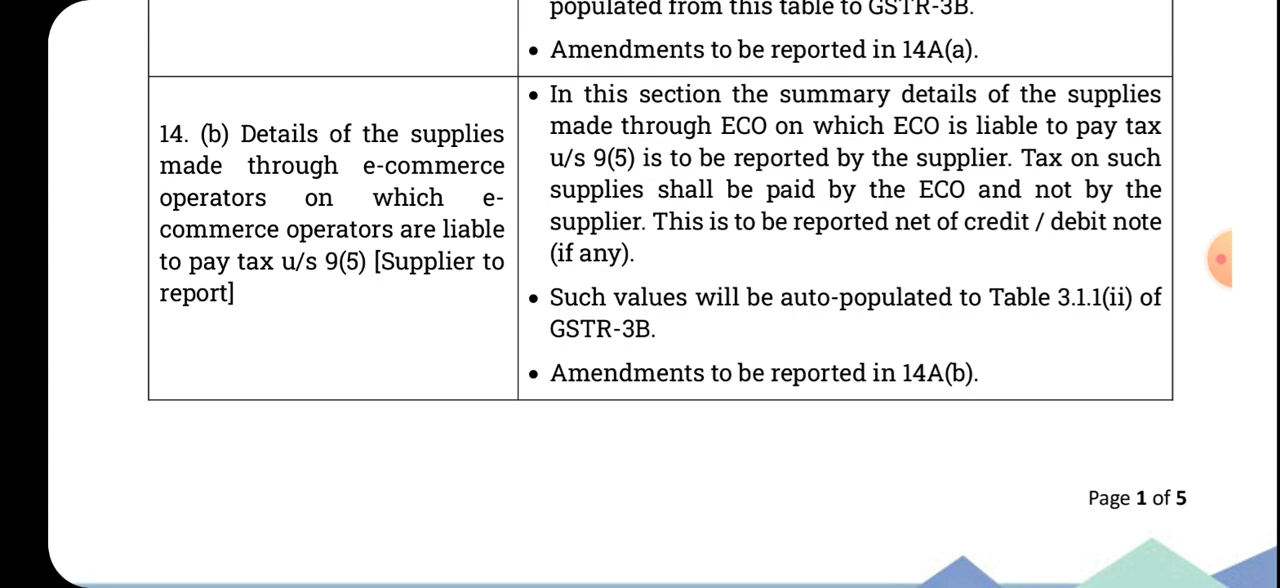 populated from this table to GSTR-3B.
• Amendments to be reported in 14A(a).
14. (b) Details of the supplies
made through e-commerce
operators on which e-
commerce operators are liable
to pay tax u/s 9(5) [Supplier to
report]
• In this section the summary details of the supplies
made through ECO on which ECO is liable to pay tax
u/s 9(5) is to be reported by the supplier. Tax on such
supplies shall be paid by the ECO and not by the
supplier. This is to be reported net of credit / debit note
(if any).
• Such values will be auto-populated to Table 3.1.1(ii) of
GSTR-3B.
• Amendments to be reported in 14A(b).
Page 1 of 5